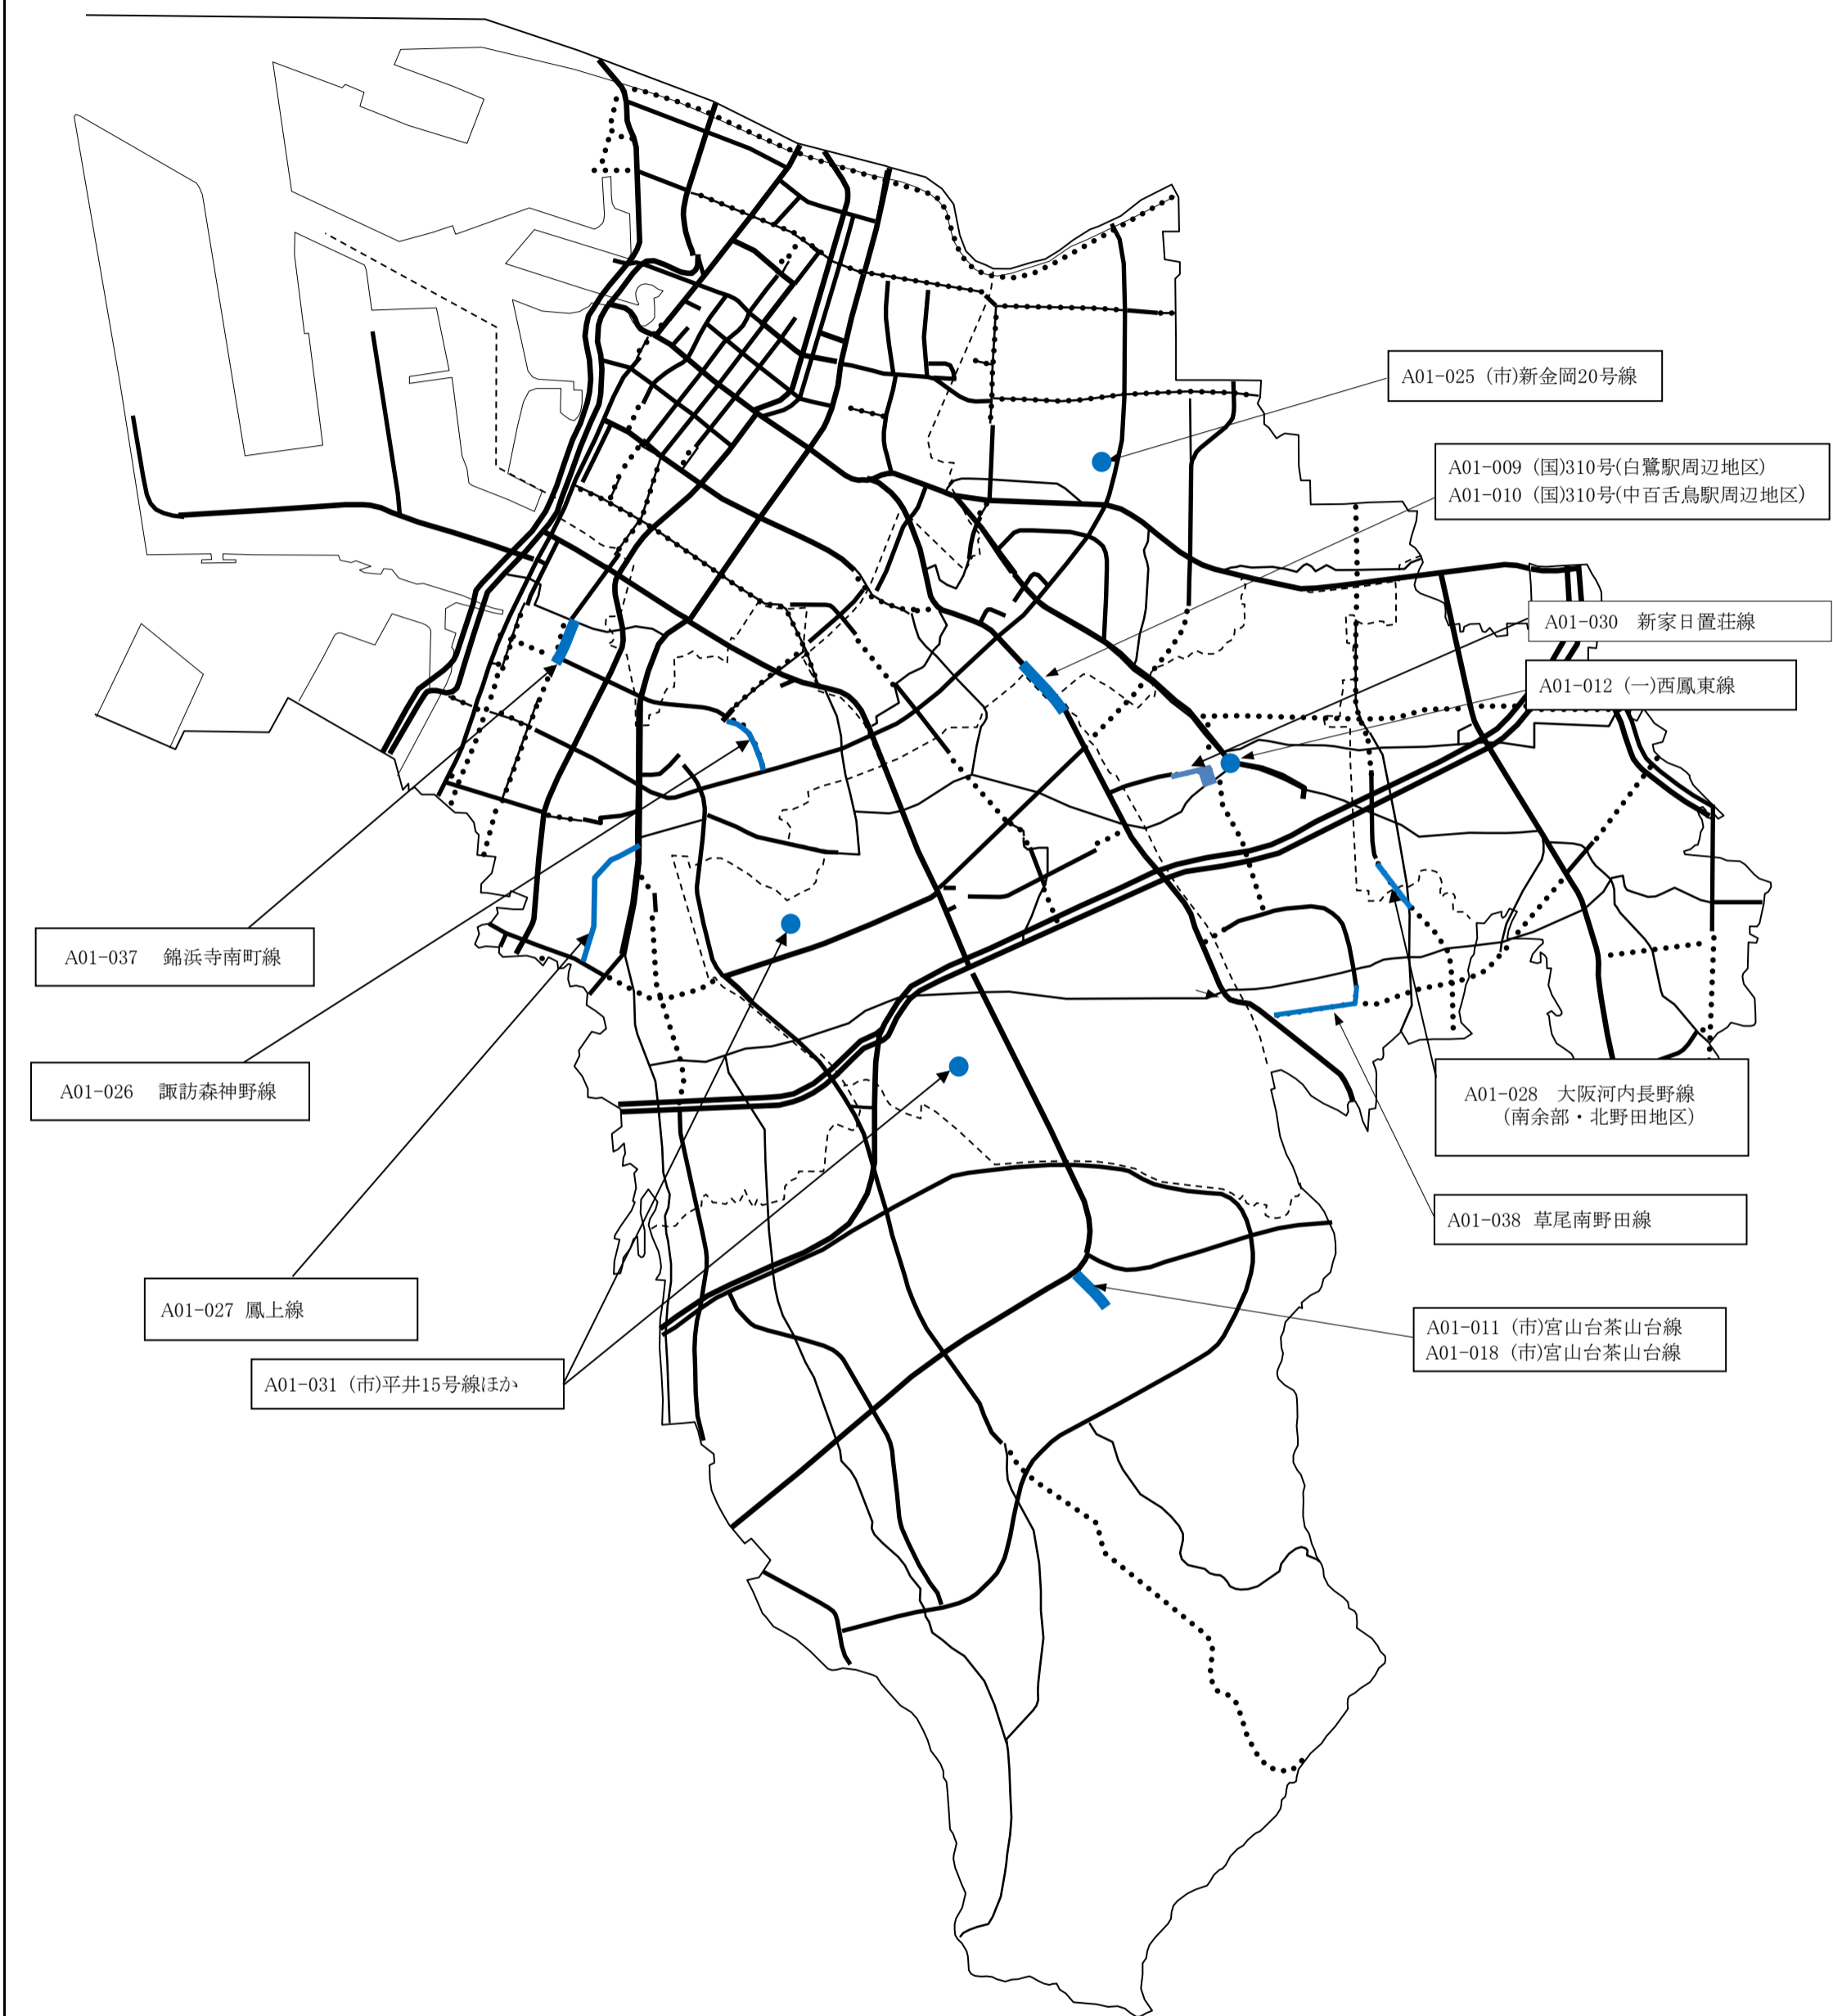 A01-025 (市)新金岡20号線
A01-009 (国)310号(白鷺駅周辺地区)
A01-010 (国)310号(中百舌鳥駅周辺地区)
A01-030 新家日置荘線
A01-012 (一)西鳳東線
A01-037 錦浜寺南町線
A01-026 諏訪森神野線
A01-028 大阪河内長野線
(南余部・北野田地区)
A01-038 草尾南野田線
A01-027 鳳上線
A01-011 (市)宮山台茶山台線
A01-018 (市)宮山台茶山台線
A01-031 (市)平井15号線ほか